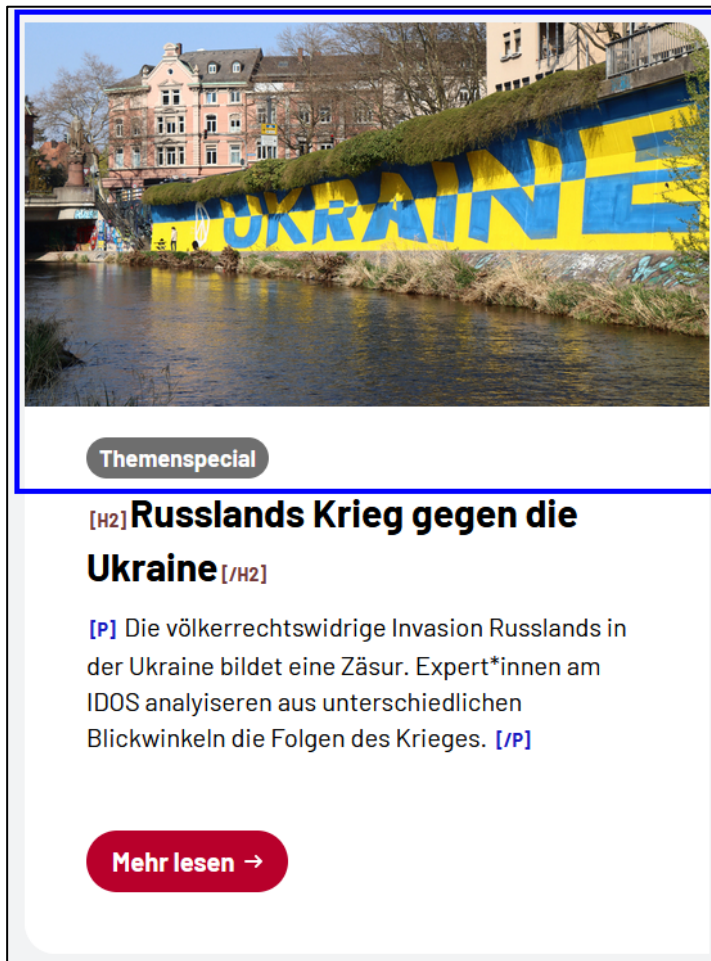 UKRAINE
Themenspecial
[H2] Russlands Krieg gegen die
Ukraine [/H2]
[P] Die völkerrechtswidrige Invasion Russlands in
der Ukraine bildet eine Zäsur. Expert*innen am
IDOS analyiseren aus unterschiedlichen
Blickwinkeln die Folgen des Krieges. [/P]
Mehr lesen →